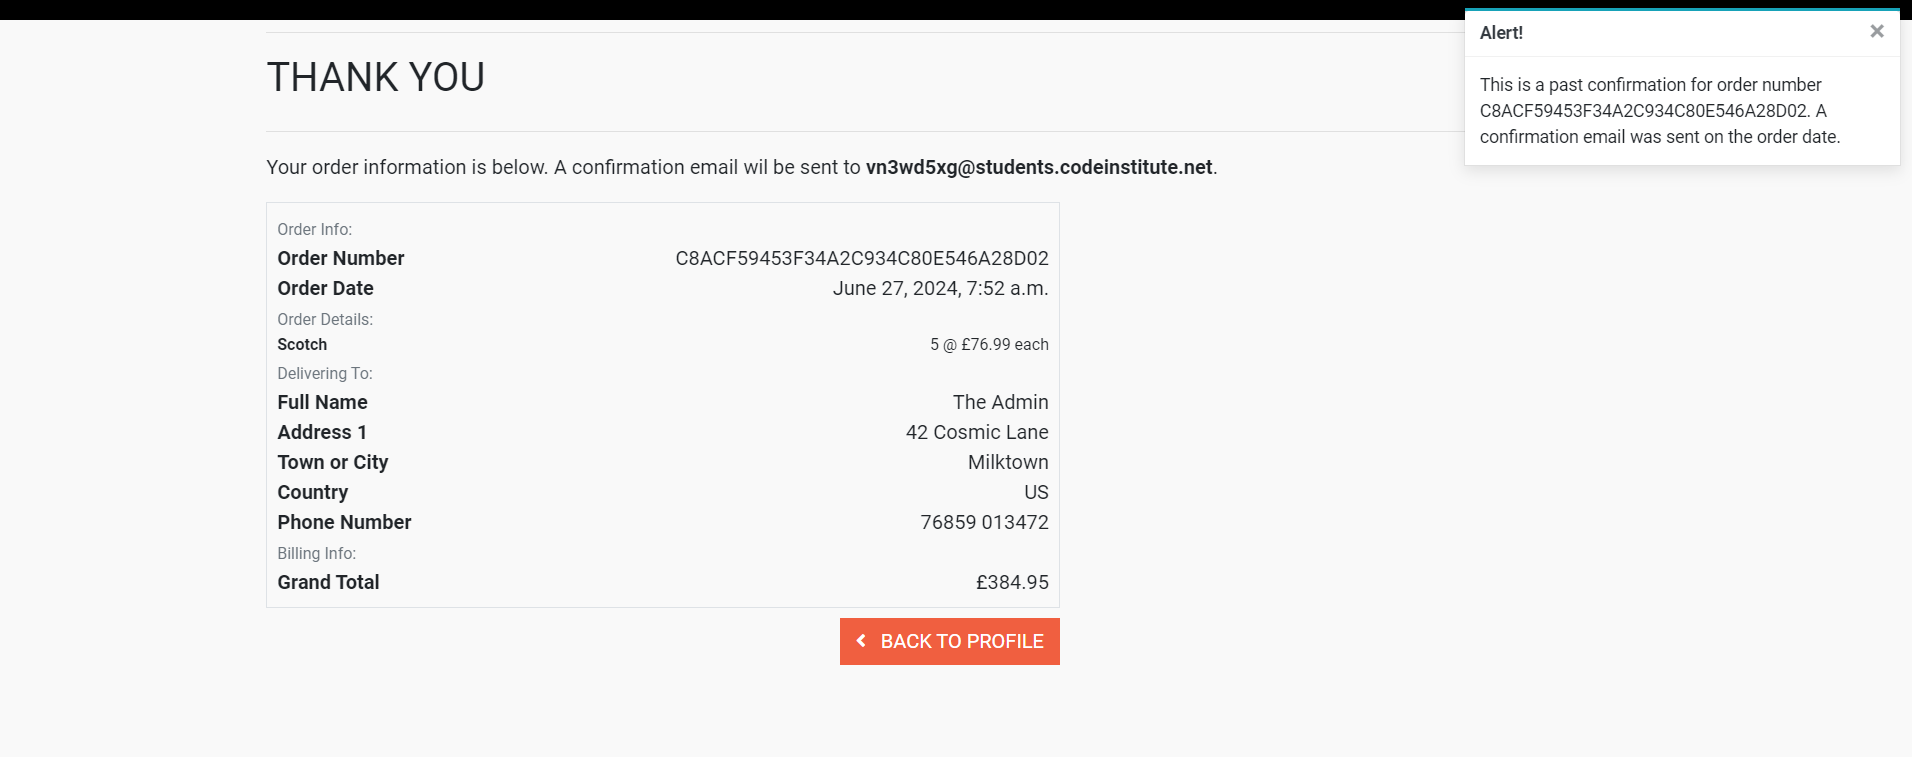 Alert! ×
This is a past confirmation for order number
C8ACF59453F34A2C934C80E546A28D02. A
confirmation email was sent on the order date.
THANK YOU
Your order information is below. A confirmation email wil be sent to vn3wd5xg@students.codeinstitute.net.
Order Info:
Order Number C8ACF59453F34A2C934C80E546A28D02
Order Date June 27, 2024, 7:52 a.m.
Order Details:
Scotch 5 @ £76.99 each
Delivering To:
Full Name The Admin
Address 1 42 Cosmic Lane
Town or City Milktown
Country US
Phone Number 76859 013472
Billing Info:
Grand Total £384.95
BACK TO PROFILE